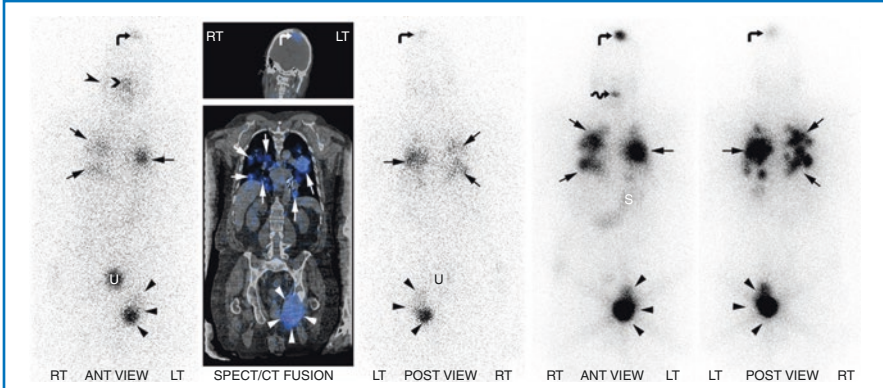 RT LT
U
S
U
RT ANT VIEW LT
SPECT/CT FUSION
LT POST VIEW RT
RT ANT VIEW LT
LT POST VIEW RT